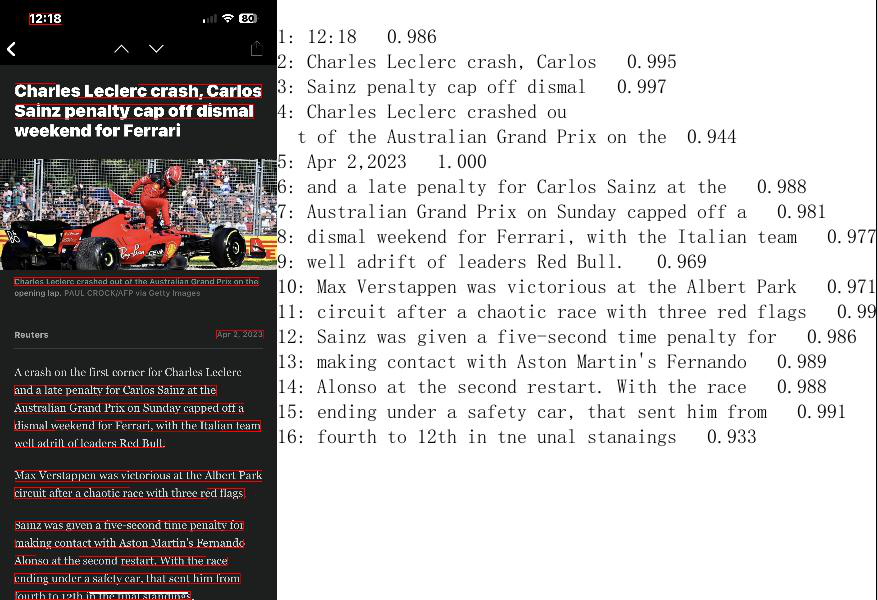 12:18
80
Charles Leclerc crash, Carlos
Sainz penalty cap off dismal
weekend for Ferrari
Charles Leclerc crashed out of the Australian Grand Prix on the
opening lap. PAUL CROCK/AFP via Getty Images
Reuters
Apr 2, 2023
A crash on the first corner for Charles Leclerc
and a late penalty for Carlos Sainz at the
Australian Grand Prix on Sunday capped off a
dismal weekend for Ferrari, with the Italian team
well adrift of leaders Red Bull.
Max Verstappen was victorious at the Albert Park
circuit after a chaotic race with three red flags
Sainz was given a five-second time penalty for
making contact with Aston Martin's Fernando
Alonso at the second restart. With the race
ending under a safety car, that sent him from
fourth to 12th in the final standings.
1: 12:18 0.986
2: Charles Leclerc crash, Carlos 0.995
3: Sainz penalty cap off dismal 0.997
4: Charles Leclerc crashed ou
t of the Australian Grand Prix on the 0.944
5: Apr 2,2023 1.000
6: and a late penalty for Carlos Sainz at the 0.988
7: Australian Grand Prix on Sunday capped off a 0.981
8: dismal weekend for Ferrari, with the Italian team 0.977
9: well adrift of leaders Red Bull. 0.969
10: Max Verstappen was victorious at the Albert Park 0.971
11: circuit after a chaotic race with three red flags 0.99
12: Sainz was given a five-second time penalty for 0.986
13: making contact with Aston Martin's Fernando 0.989
14: Alonso at the second restart. With the race 0.988
15: ending under a safety car, that sent him from 0.991
16: fourth to 12th in tne unal stanaings 0.933